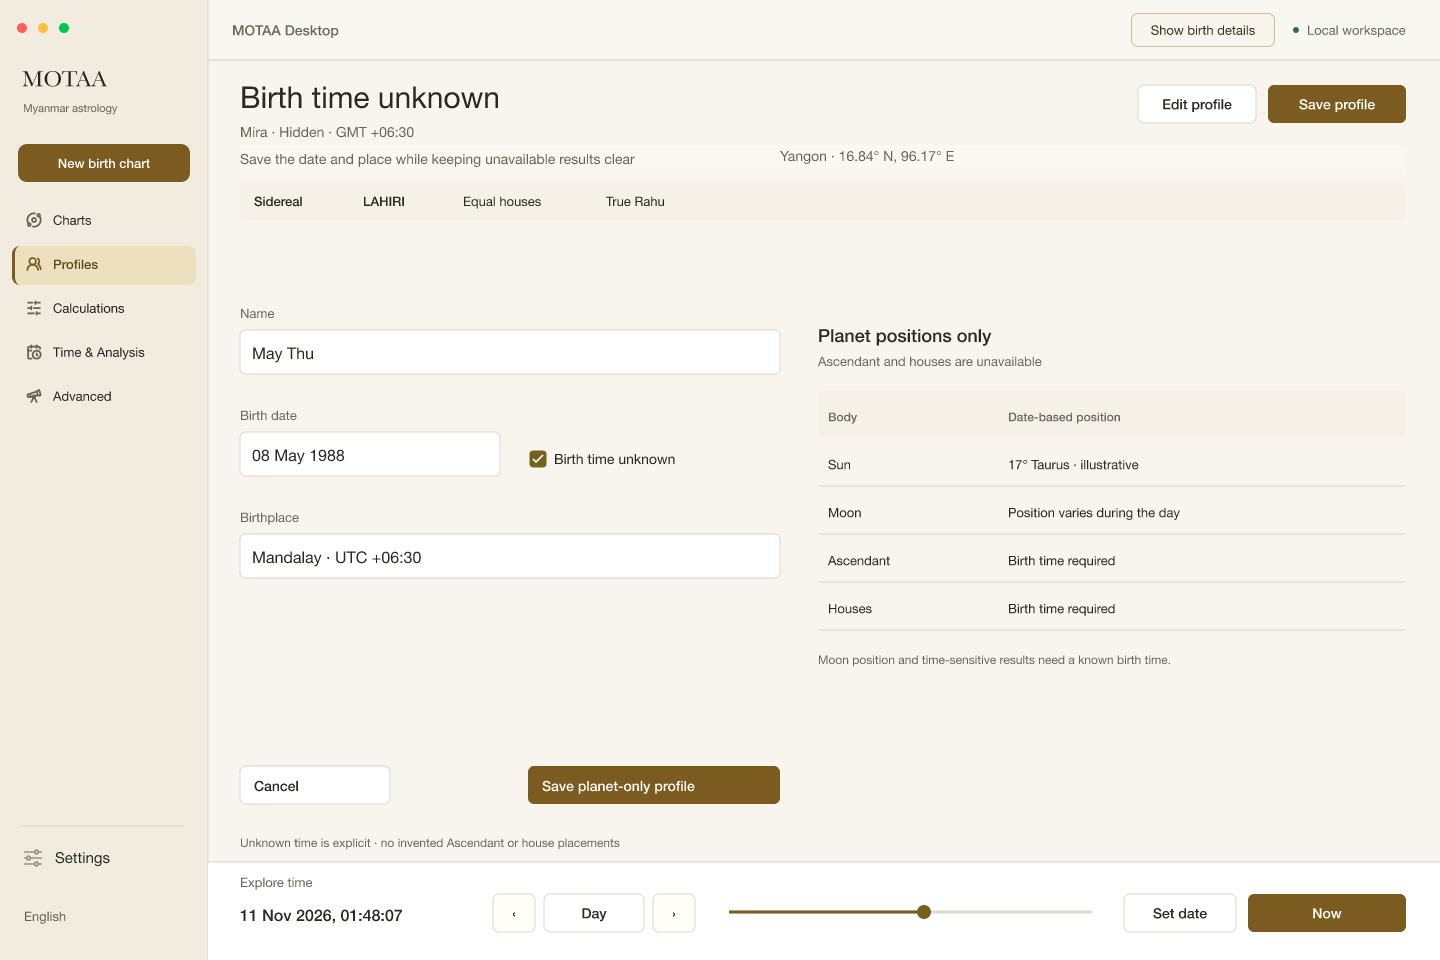 MOTAA
Myanmar astrology
New birth chart
Charts
Profiles
Calculations
Time & Analysis
Advanced
Settings
English
MOTAA Desktop
Show birth details
Local workspace
Birth time unknown
Edit profile
Save profile
Mira · Hidden · GMT +06:30
Save the date and place while keeping unavailable results clear
Yangon · 16.84° N, 96.17° E
Sidereal LAHIRI Equal houses True Rahu
Name
May Thu
Birth date
08 May 1988
Birth time unknown
Birthplace
Mandalay · UTC +06:30
Planet positions only
Ascendant and houses are unavailable
Body Date-based position
Sun 17° Taurus · illustrative
Moon Position varies during the day
Ascendant Birth time required
Houses Birth time required
Moon position and time-sensitive results need a known birth time.
Cancel
Save planet-only profile
Unknown time is explicit · no invented Ascendant or house placements
Explore time
11 Nov 2026, 01:48:07
‹ Day ›
Set date
Now